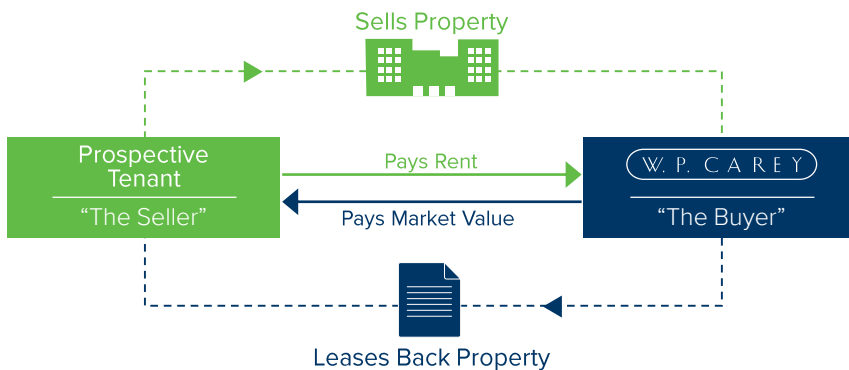 Sells Property
Prospective
Tenant
“The Seller”
Pays Rent
Pays Market Value
W. P. CAREY
“The Buyer”
Leases Back Property